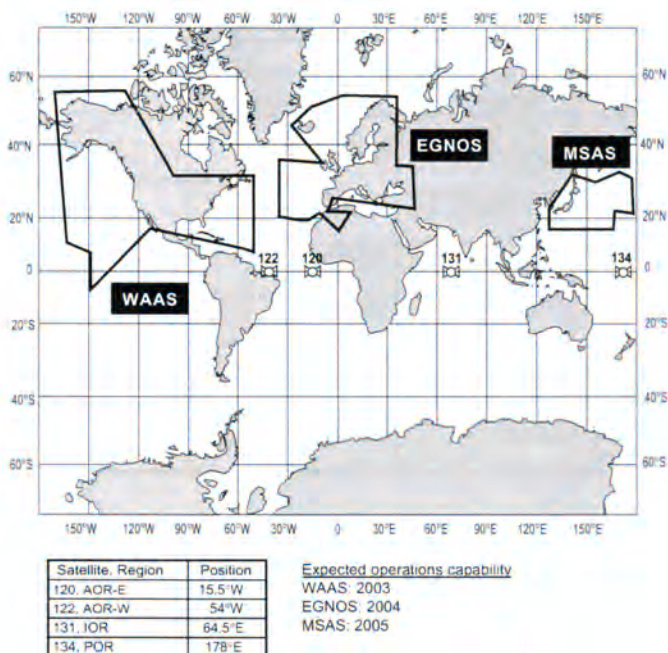 150°W 120°W 90°W 60°W 30°W 0 30°E 60°E 90°E 120°E 150°E
60°N 60°N
40°N 40°N
EGNOS MSAS
20°N 20°N
122 120 131 134
0 0
WAAS
20°S 20°S
40°S 40°S
60°S 60°S
150°W 120°W 90°W 60°W 30°W 0 30°E 60°E 90°E 120°E 150°E
Satellite, Region Position
120, AOR-E 15.5°W
122, AOR-W 54°W
131, IOR 64.5°E
134, POR 178°E
Expected operations capability
WAAS: 2003
EGNOS: 2004
MSAS: 2005